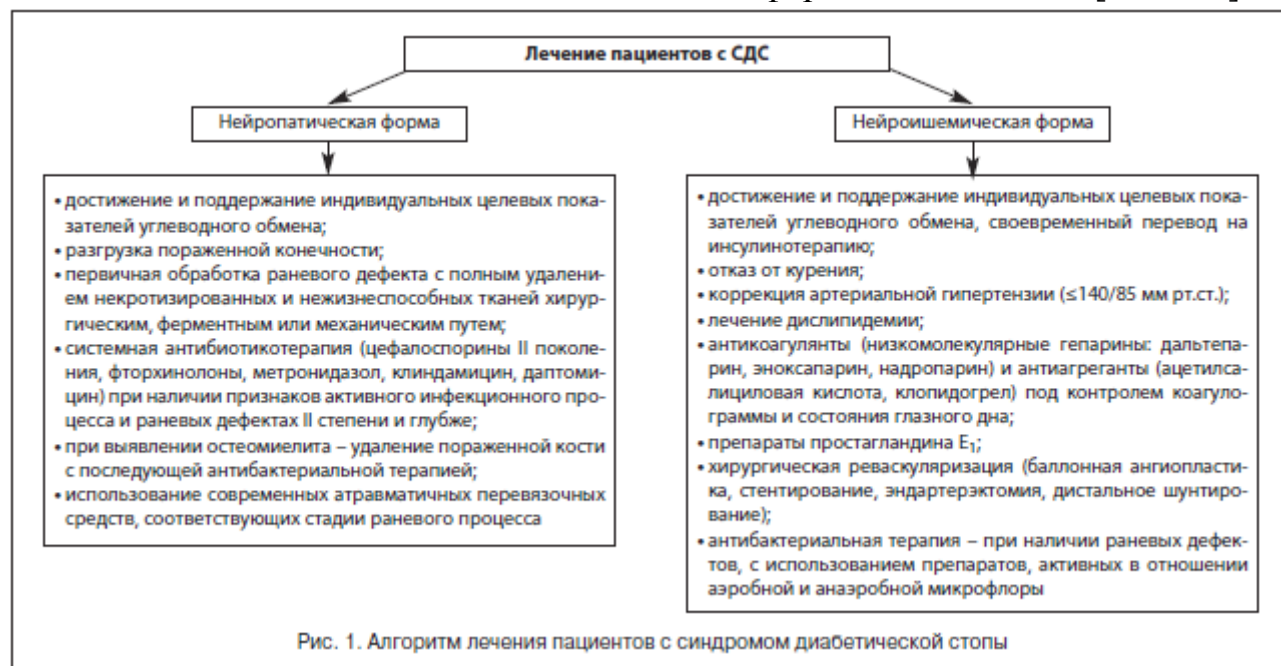 Лечение пациентов с СДС
Нейропатическая форма
• достижение и поддержание индивидуальных целевых пока-
зателей углеводного обмена;
• разгрузка пораженной конечности;
• первичная обработка раневого дефекта с полным удалени-
ем некротизированных и нежизнеспособных тканей хирур-
гическим, ферментным или механическим путем;
• системная антибиотикотерапия (цефалоспорины II поколе-
ния, фторхинолоны, метронидазол, клиндамицин, даптоми-
цин) при наличии признаков активного инфекционного про-
цесса и раневых дефектах II степени и глубже;
• при выявлении остеомиелита – удаление пораженной кости
с последующей антибактериальной терапией;
• использование современных атравматичных перевязочных
средств, соответствующих стадии раневого процесса
Нейроишемическая форма
• достижение и поддержание индивидуальных целевых пока-
зателей углеводного обмена, своевременный перевод на
инсулинотерапию;
• отказ от курения;
• коррекция артериальной гипертензии (≤140/85 мм рт.ст.);
• лечение дислипидемии;
• антикоагулянты (низкомолекулярные гепарины: дальтепа-
рин, эноксапарин, надропарин) и антиагреганты (ацетилса-
лициловая кислота, клопидогрел) под контролем коагуло-
граммы и состояния глазного дна;
• препараты простагландина E₁;
• хирургическая реваскуляризация (баллонная ангиопласти-
ка, стентирование, эндартерэктомия, дистальное шунтиро-
вание);
• антибактериальная терапия – при наличии раневых дефек-
тов, с использованием препаратов, активных в отношении
аэробной и анаэробной микрофлоры
Рис. 1. Алгоритм лечения пациентов с синдромом диабетической стопы